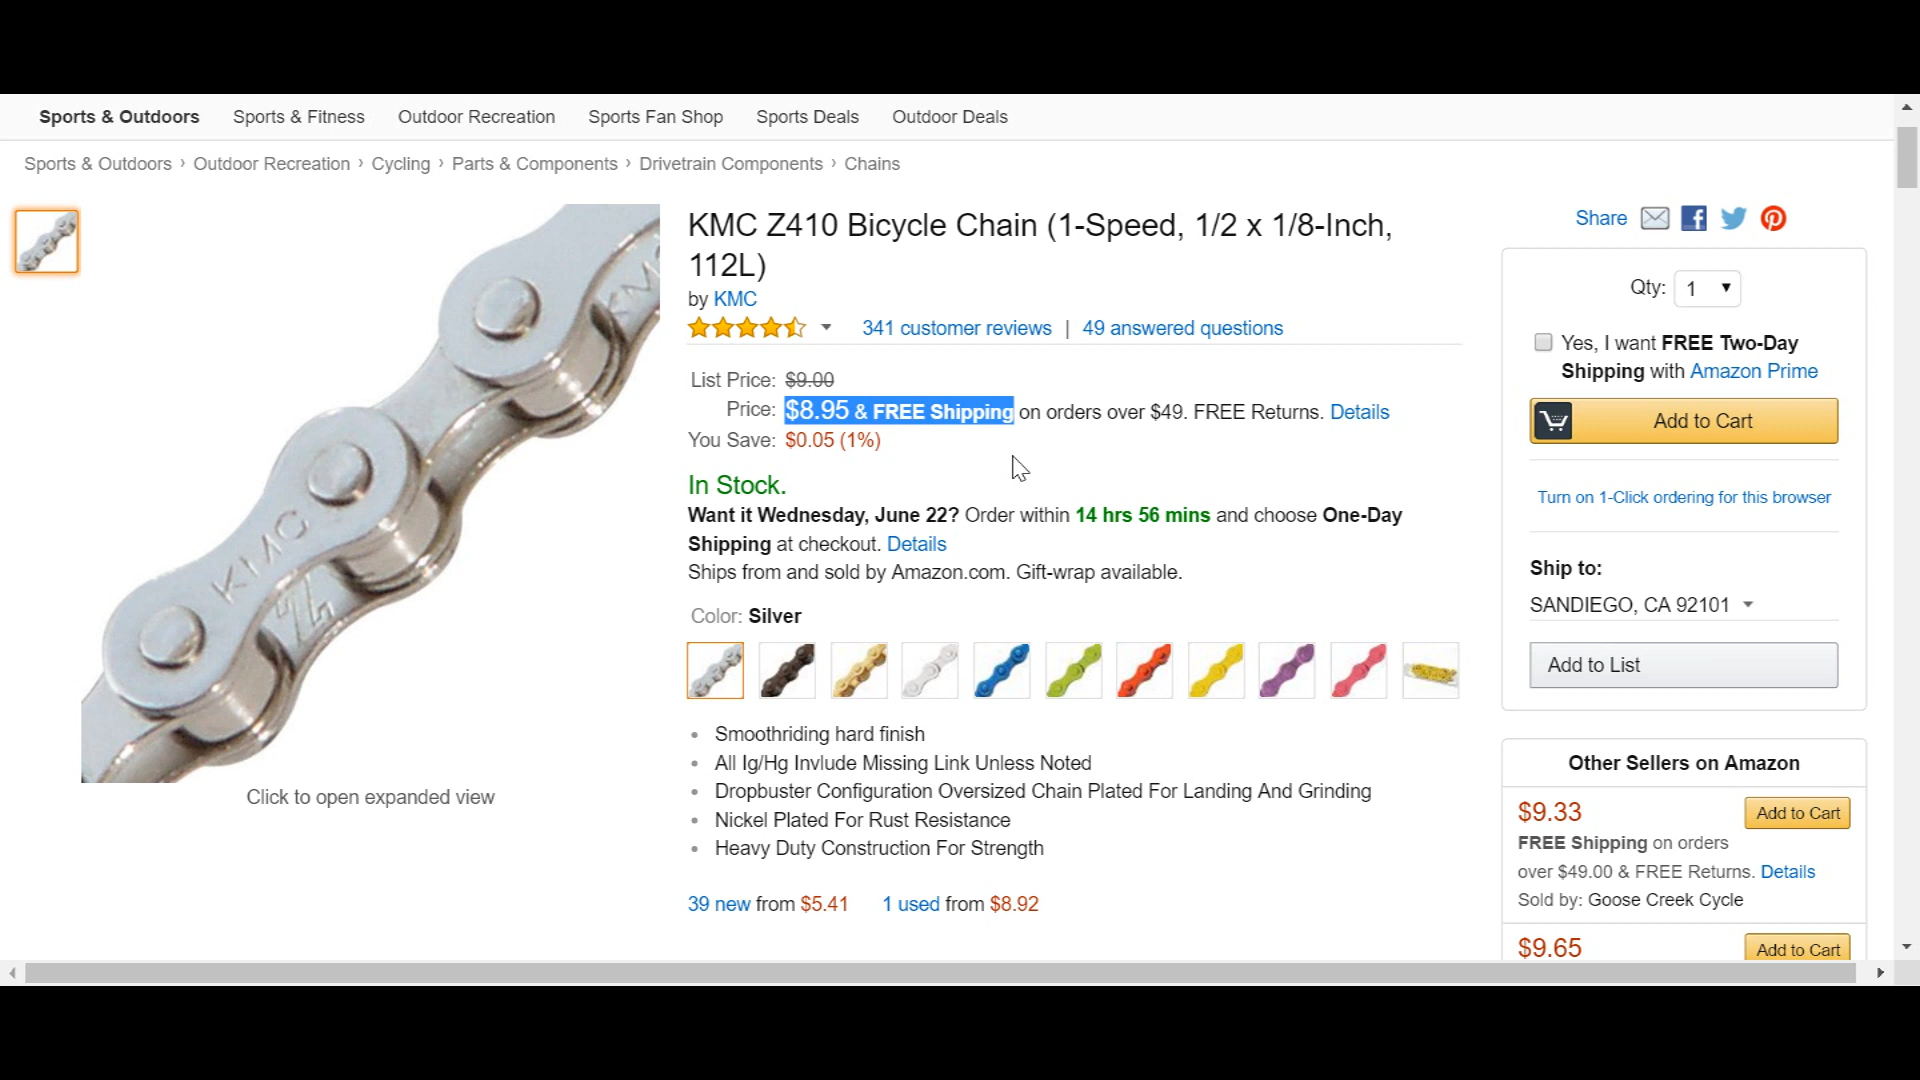 Sports & Outdoors Sports & Fitness Outdoor Recreation Sports Fan Shop Sports Deals Outdoor Deals
Sports & Outdoors › Outdoor Recreation › Cycling › Parts & Components › Drivetrain Components › Chains
KMC
Z
KMC
Click to open expanded view
KMC Z410 Bicycle Chain (1-Speed, 1/2 x 1/8-Inch,
112L)
by KMC
341 customer reviews | 49 answered questions
List Price: $9.00
Price: $8.95 & FREE Shipping on orders over $49. FREE Returns. Details
You Save: $0.05 (1%)
In Stock.
Want it Wednesday, June 22? Order within 14 hrs 56 mins and choose One-Day
Shipping at checkout. Details
Ships from and sold by Amazon.com. Gift-wrap available.
Color: Silver
• Smoothriding hard finish
• All Ig/Hg Invlude Missing Link Unless Noted
• Dropbuster Configuration Oversized Chain Plated For Landing And Grinding
• Nickel Plated For Rust Resistance
• Heavy Duty Construction For Strength
39 new from $5.41 1 used from $8.92
Share
Qty: 1
Yes, I want FREE Two-Day
Shipping with Amazon Prime
Add to Cart
Turn on 1-Click ordering for this browser
Ship to:
SANDIEGO, CA 92101
Add to List
Other Sellers on Amazon
$9.33 Add to Cart
FREE Shipping on orders
over $49.00 & FREE Returns. Details
Sold by: Goose Creek Cycle
$9.65 Add to Cart